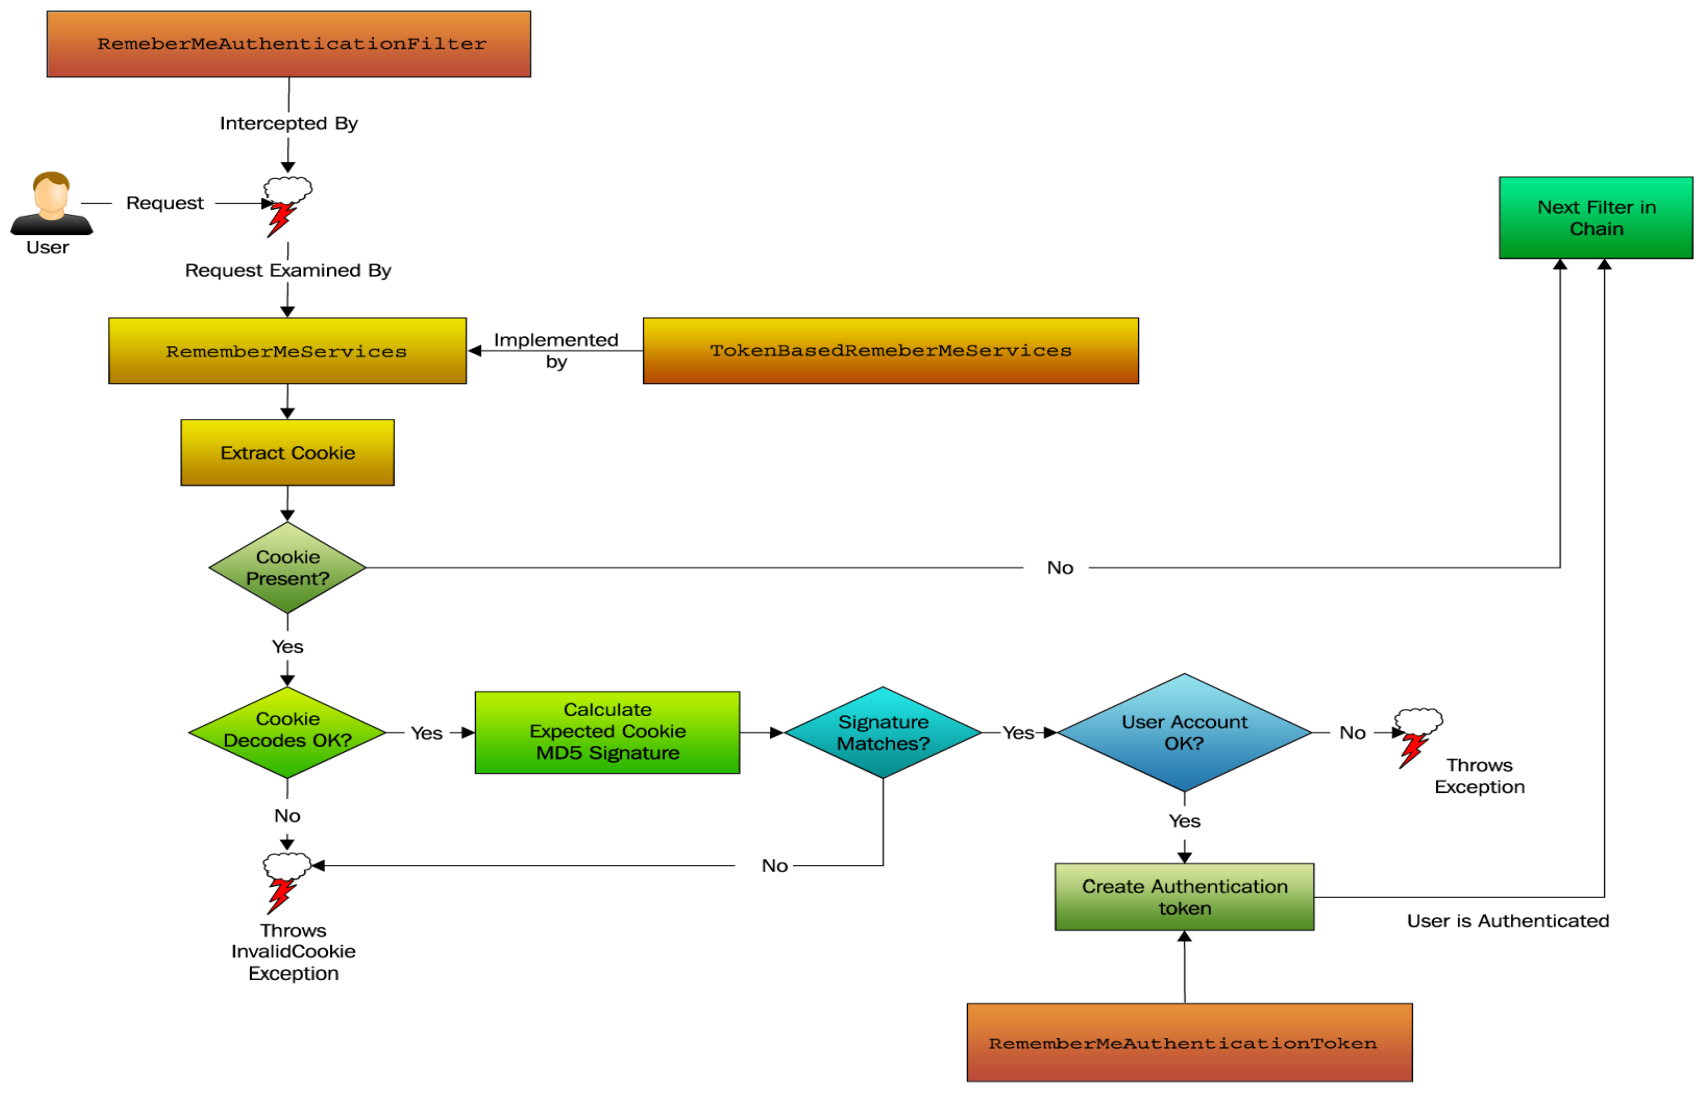 RemeberMeAuthenticationFilter
Intercepted By
Request
User
Request Examined By
Next Filter in
Chain
RememberMeServices
Implemented
by
TokenBasedRemeberMeServices
Extract Cookie
Cookie
Present?
No
Yes
Cookie
Decodes OK?
Yes
Calculate
Expected Cookie
MD5 Signature
Signature
Matches?
Yes
User Account
OK?
No
Throws
Exception
No
Yes
No
Create Authentication
token
User is Authenticated
Throws
InvalidCookie
Exception
RememberMeAuthenticationToken